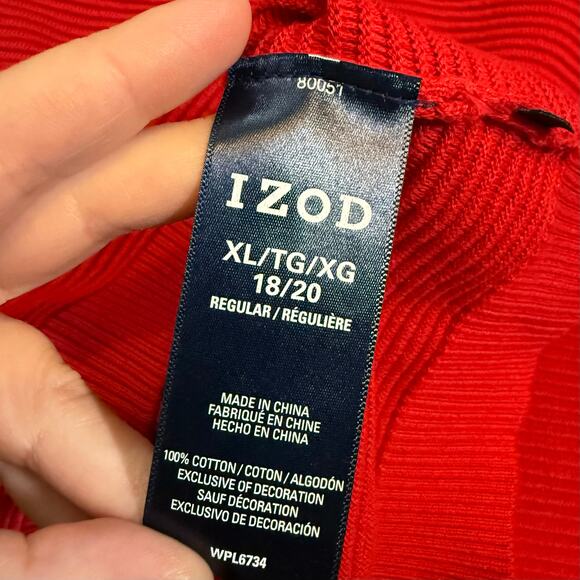 80051
IZOD
XL/TG/XG
18/20
REGULAR / RÉGULIÈRE
MADE IN CHINA
FABRIQUÉ EN CHINE
HECHO EN CHINA
100% COTTON / COTON / ALGODÓN
EXCLUSIVE OF DECORATION
SAUF DÉCORATION
EXCLUSIVO DE DECORACIÓN
WPL6734